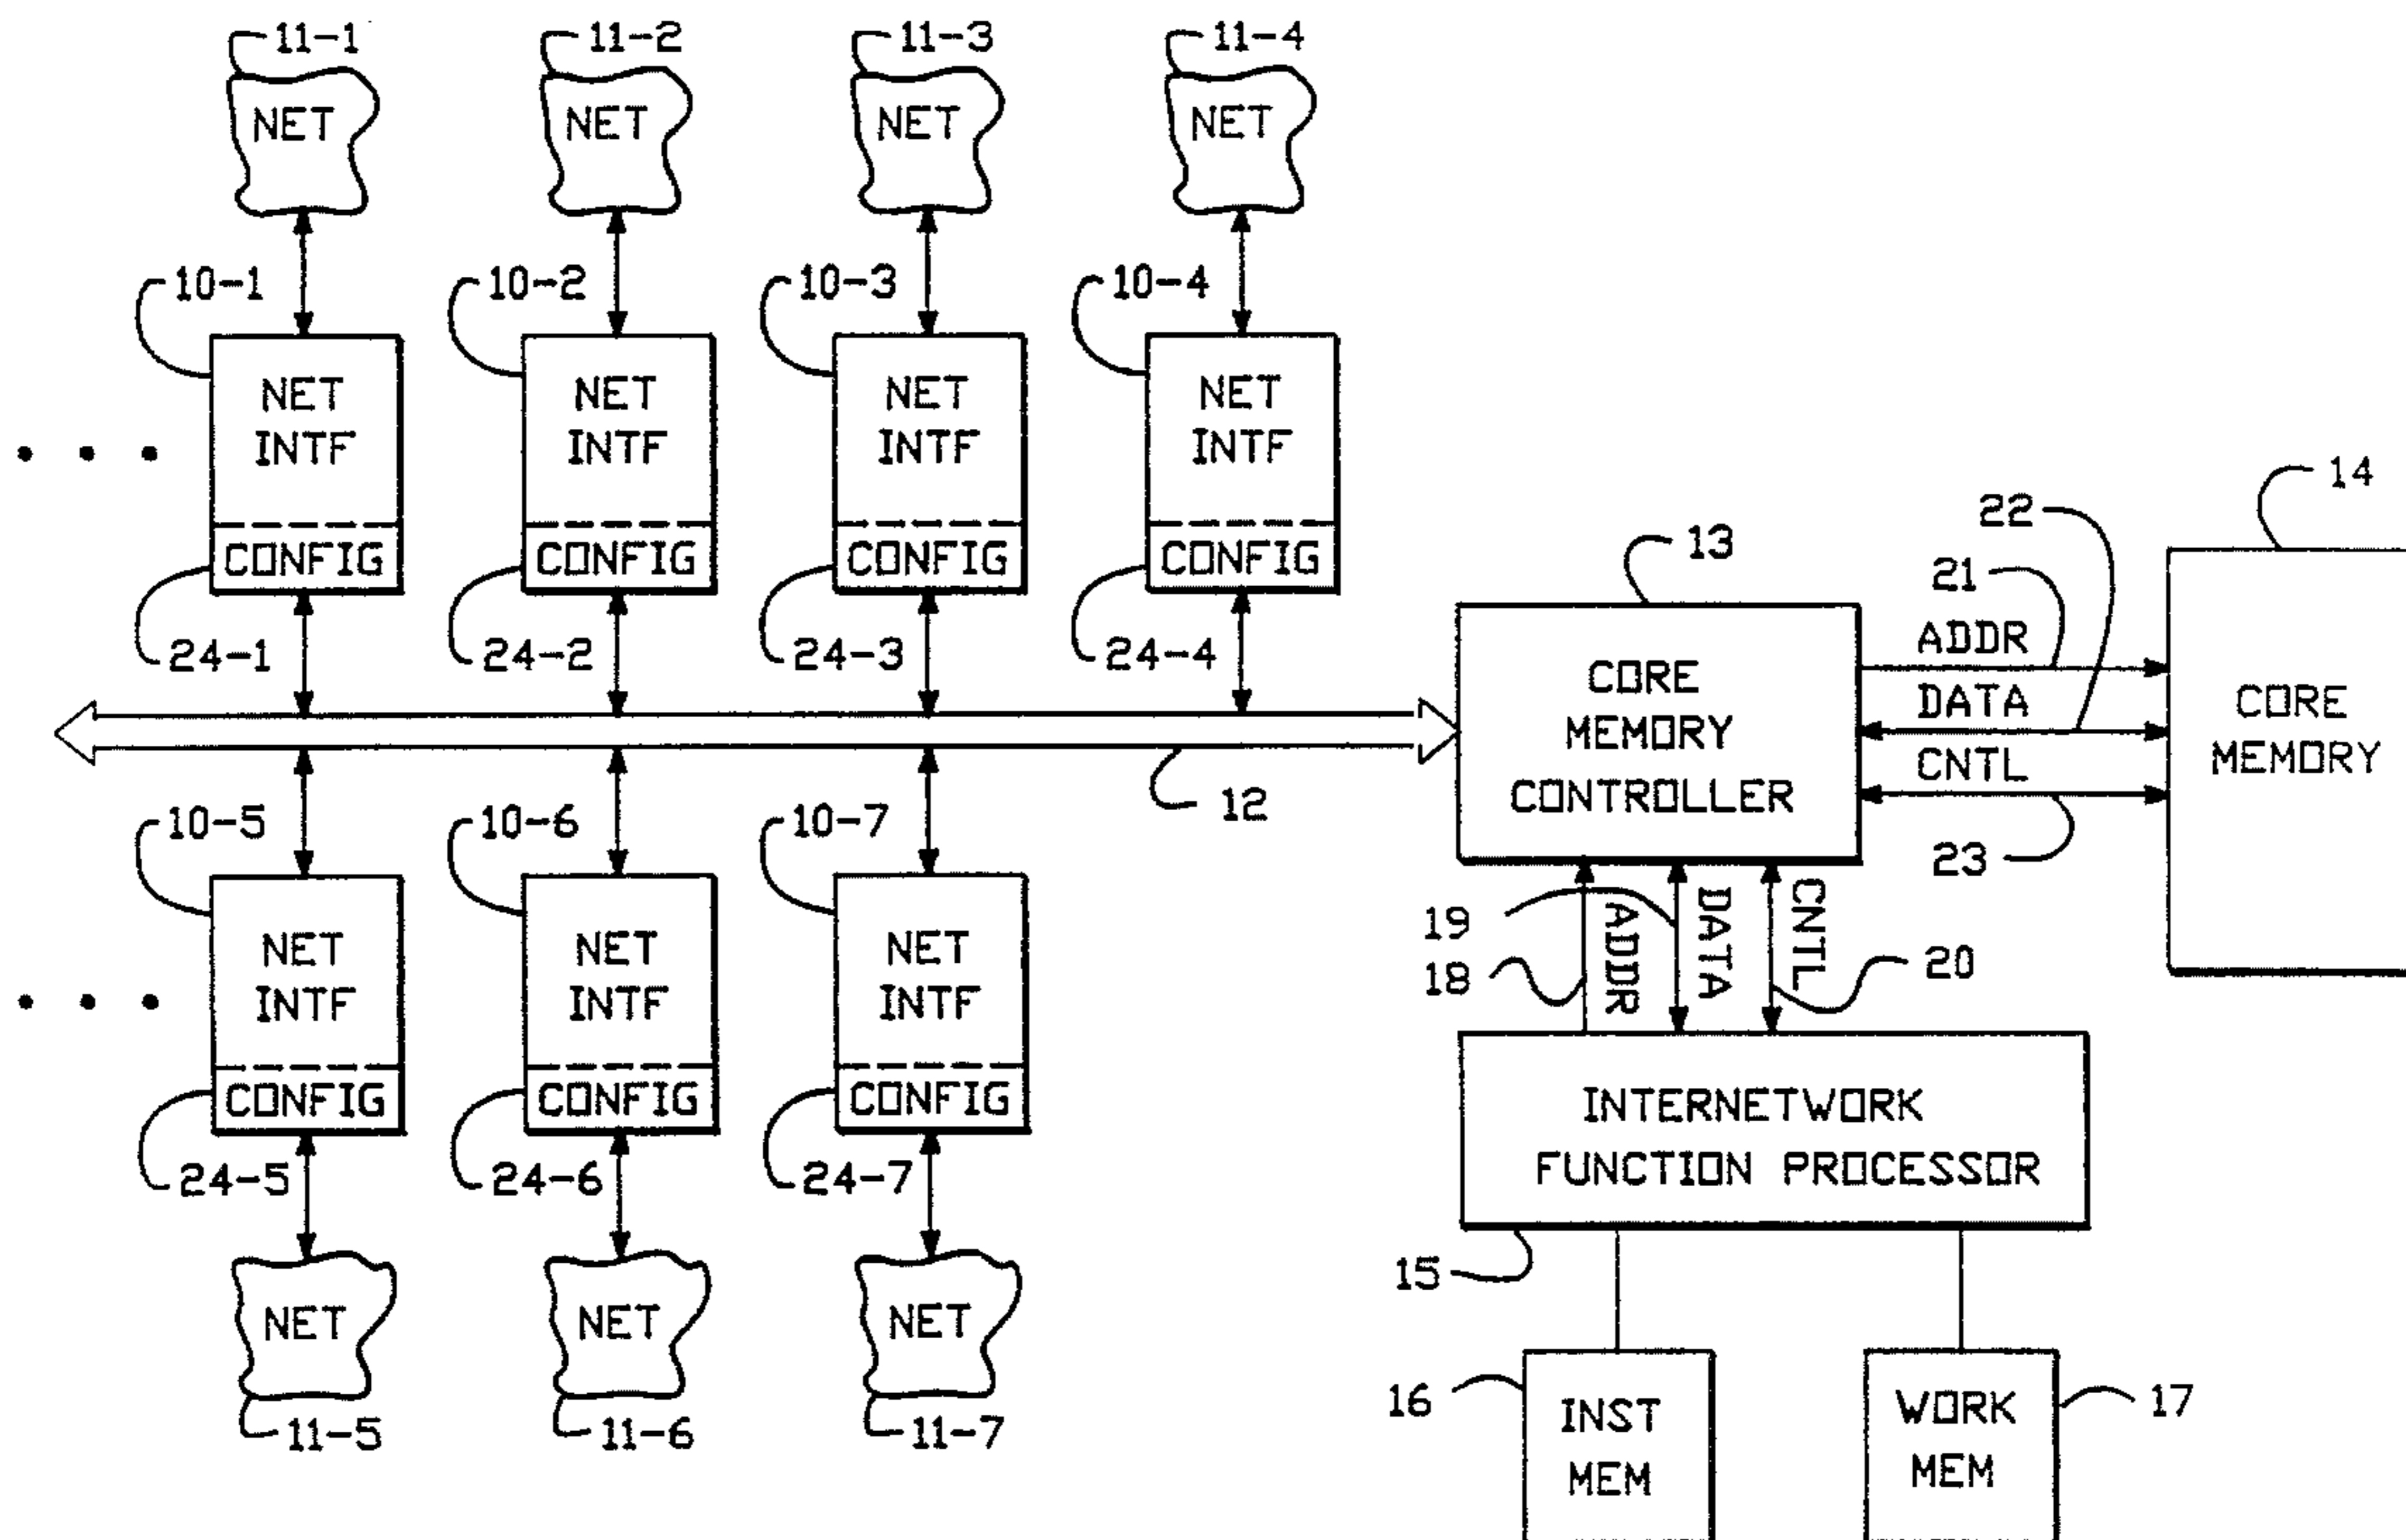 11-1 11-2 11-3 11-4
NET NET NET NET
10-1 10-2 10-3 10-4
NET NET NET NET
INTF INTF INTF INTF
CONFIG CONFIG CONFIG CONFIG
24-1 24-2 24-3 24-4
12
10-5 10-6 10-7
NET NET NET
INTF INTF INTF
CONFIG CONFIG CONFIG
24-5 24-6 24-7
NET NET NET
11-5 11-6 11-7
13
CORE
MEMORY
CONTROLLER
22
21
ADDR
DATA
CNTL
23
14
CORE
MEMORY
19
18
ADDR
DATA
CNTL
20
INTERNETWORK
FUNCTION PROCESSOR
15
16
INST
MEM
WORK
MEM
17